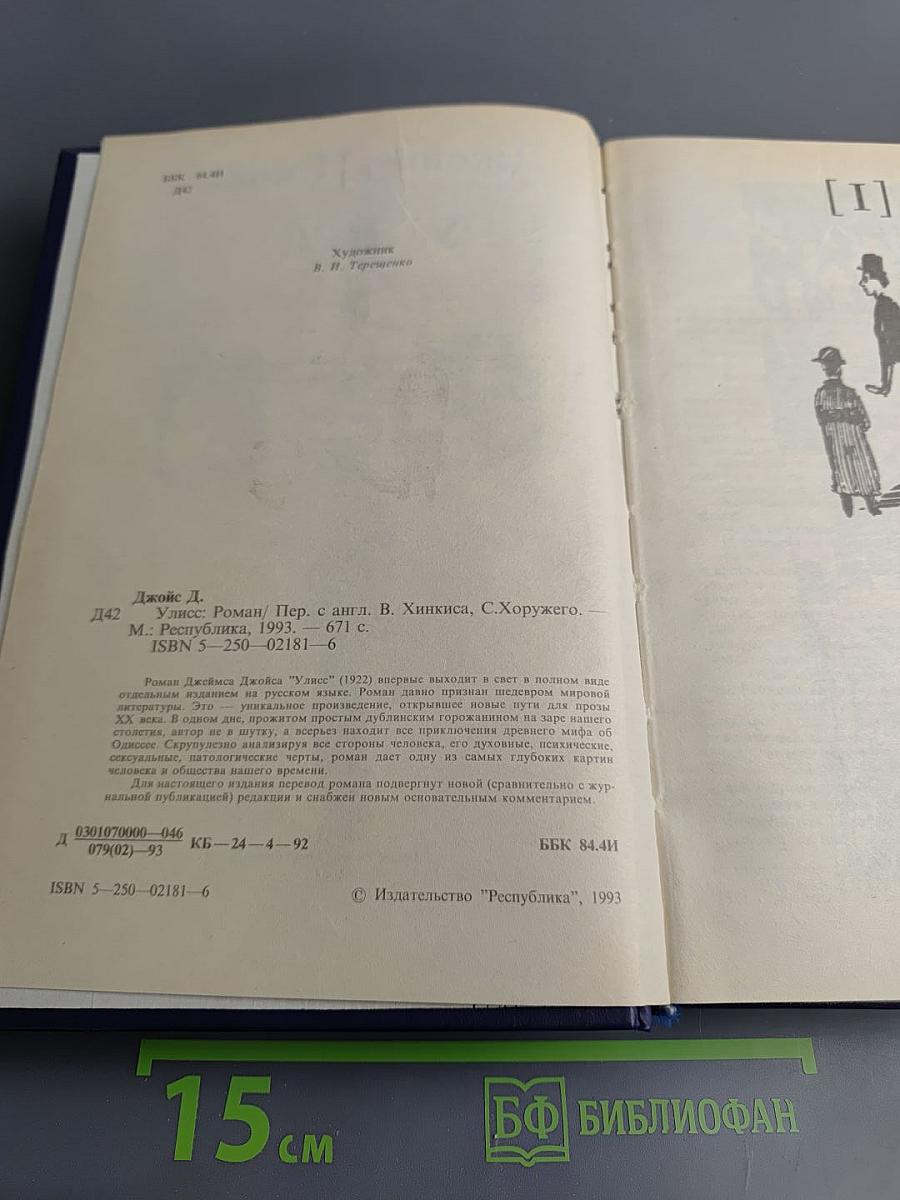 ББК 84.4И
Д42
Художник
В. И. Терещенко
Джойс Д.
Д42 Улисс: Роман/ Пер. с англ. В. Хинкиса, С.Хоружего. —
М.: Республика, 1993. — 671 с.
ISBN 5—250—02181—6
Роман Джеймса Джойса "Улисс" (1922) впервые выходит в свет в полном виде
отдельным изданием на русском языке. Роман давно признан шедевром мировой
литературы. Это — уникальное произведение, открывшее новые пути для прозы
XX века. В одном дне, прожитом простым дублинским горожанином на заре нашего
столетия, автор не в шутку, а всерьез находит все приключения древнего мифа об
Одиссее. Скрупулезно анализируя все стороны человека, его духовные, психические,
сексуальные, патологические черты, роман дает одну из самых глубоких картин
человека и общества нашего времени.
Для настоящего издания перевод романа подвергнут новой (сравнительно с жур-
нальной публикацией) редакции и снабжен новым основательным комментарием.
Д 0301070000—046
079(02)—93 КБ—24—4—92
ББК 84.4И
ISBN 5—250—02181—6
© Издательство "Республика", 1993
[I]
15 см
БФ БИБЛИОФАН